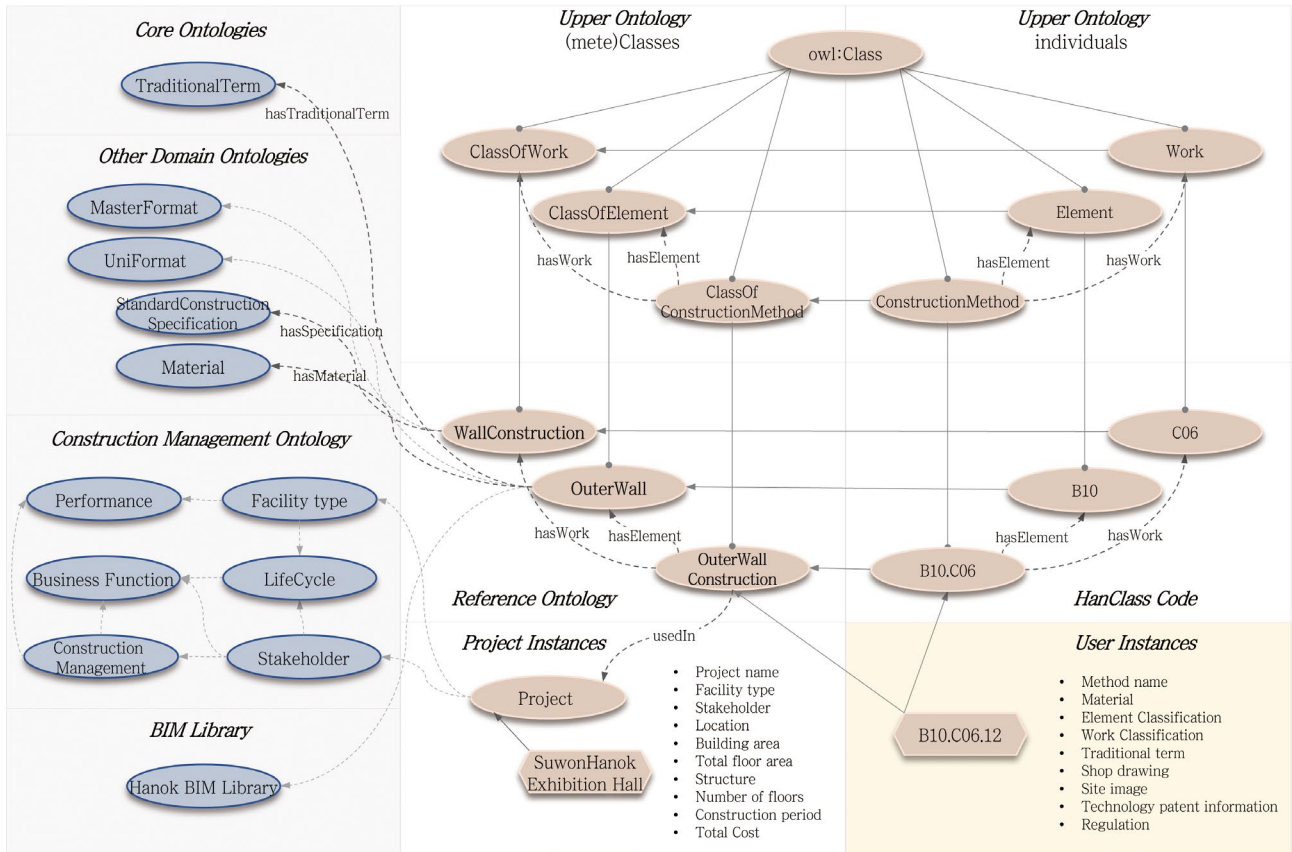 Core Ontologies
TraditionalTerm
hasTraditionalTerm
Other Domain Ontologies
MasterFormat
UniFormat
StandardConstruction
Specification
hasSpecification
Material
hasMaterial
Construction Management Ontology
Performance
Facility type
Business Function
LifeCycle
Construction
Management
Stakeholder
BIM Library
Hanok BIM Library
Upper Ontology
(mete)Classes
Upper Ontology
individuals
owl:Class
ClassOfWork
Work
ClassOfElement
Element
hasWork
hasElement
hasElement
hasWork
ClassOf
ConstructionMethod
ConstructionMethod
WallConstruction
C06
OuterWall
B10
hasWork
hasElement
hasElement
hasWork
OuterWall
Construction
B10.C06
Reference Ontology
HanClass Code
Project Instances
usedIn
Project
SuwonHanok
Exhibition Hall
• Project name
• Facility type
• Stakeholder
• Location
• Building area
• Total floor area
• Structure
• Number of floors
• Construction period
• Total Cost
B10.C06.12
User Instances
• Method name
• Material
• Element Classification
• Work Classification
• Traditional term
• Shop drawing
• Site image
• Technology patent information
• Regulation